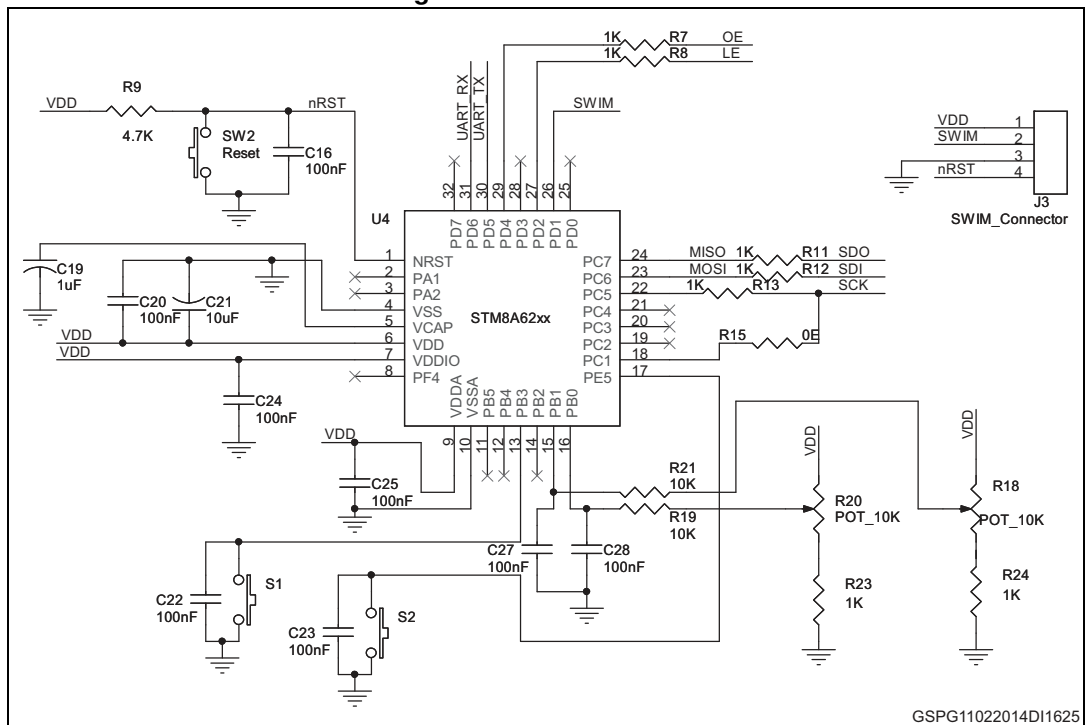 1K R7 OE
1K R8 LE
R9
VDD
nRST
4.7K
SW2
Reset
C16
100nF
UART_RX
UART_TX
SWIM
VDD 1
SWIM 2
3
nRST 4
J3
SWIM_Connector
U4
32 31 30 29 28 27 26 25
PD7 PD6 PD5 PD4 PD3 PD2 PD1 PD0
C19
1uF
C20
100nF
C21
10uF
VDD
VDD
C24
100nF
1 NRST
2 PA1
3 PA2
4 VSS
5 VCAP
6 VDD
7 VDDIO
8 PF4
STM8A62xx
PC7 24 MISO 1K R11 SDO
PC6 23 MOSI 1K R12 SDI
PC5 22 1K R13 SCK
PC4 21
PC3 20
PC2 19
PC1 18 R15 0E
PE5 17
VDDA VSSA PB5 PB4 PB3 PB2 PB1 PB0
9 10 11 12 13 14 15 16
VDD
C25
100nF
R21
10K
R19
10K
VDD
R20
POT_10K
VDD
R18
POT_10K
C27
100nF
C28
100nF
R23
1K
R24
1K
C22
100nF
S1
C23
100nF
S2
GSPG11022014DI1625